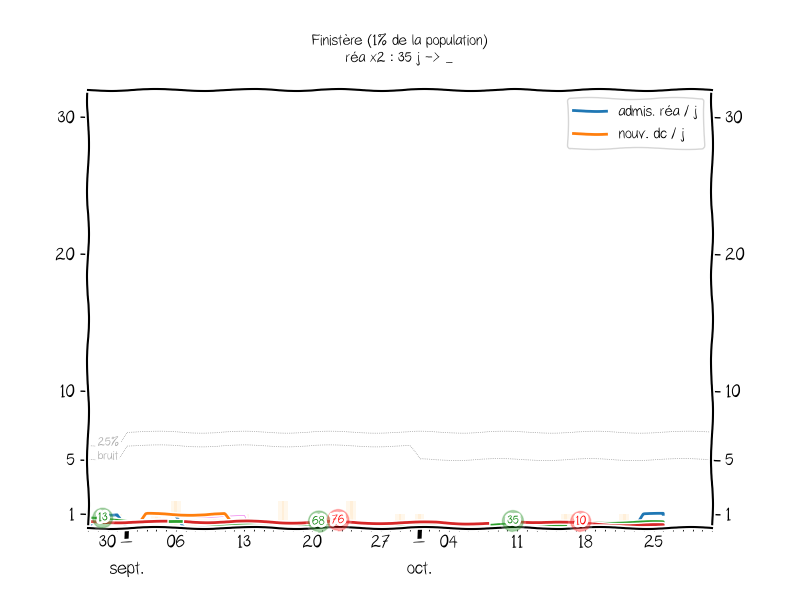 Finistère (1% de la population)
réa x2 : 35 j -> _
admis. réa / j
nouv. dc / j
30 30
20 20
10 10
25%
bruit
5 5
1 1
13 68 76 35 10
30 06 13 20 27 04 11 18 25
sept. oct.